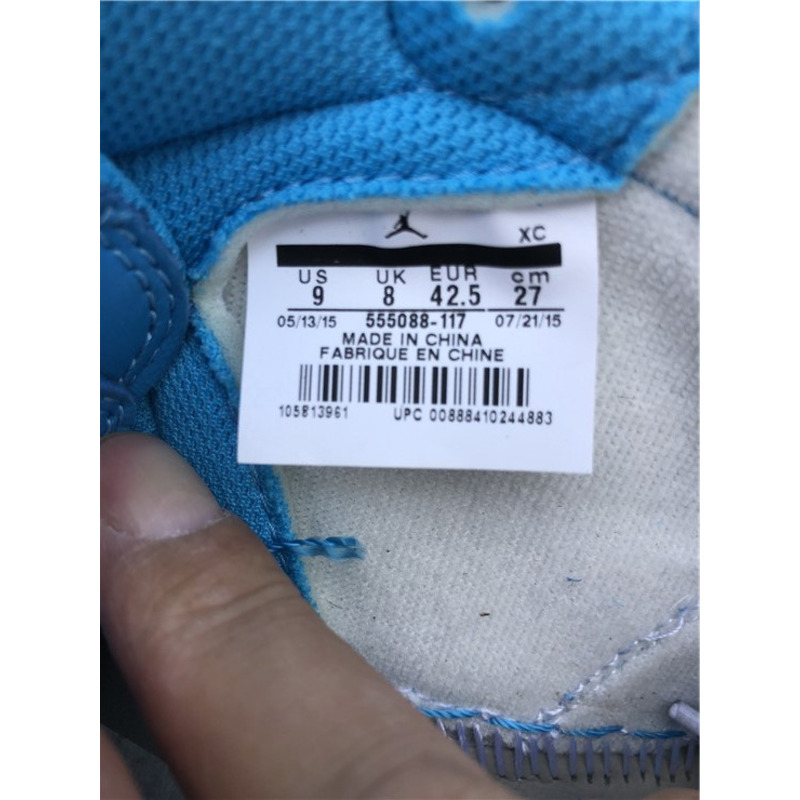 XC
US UK EUR cm
9 8 42.5 27
05/13/15 555088-117 07/21/15
MADE IN CHINA
FABRIQUE EN CHINE
105813961 UPC 00888410244883